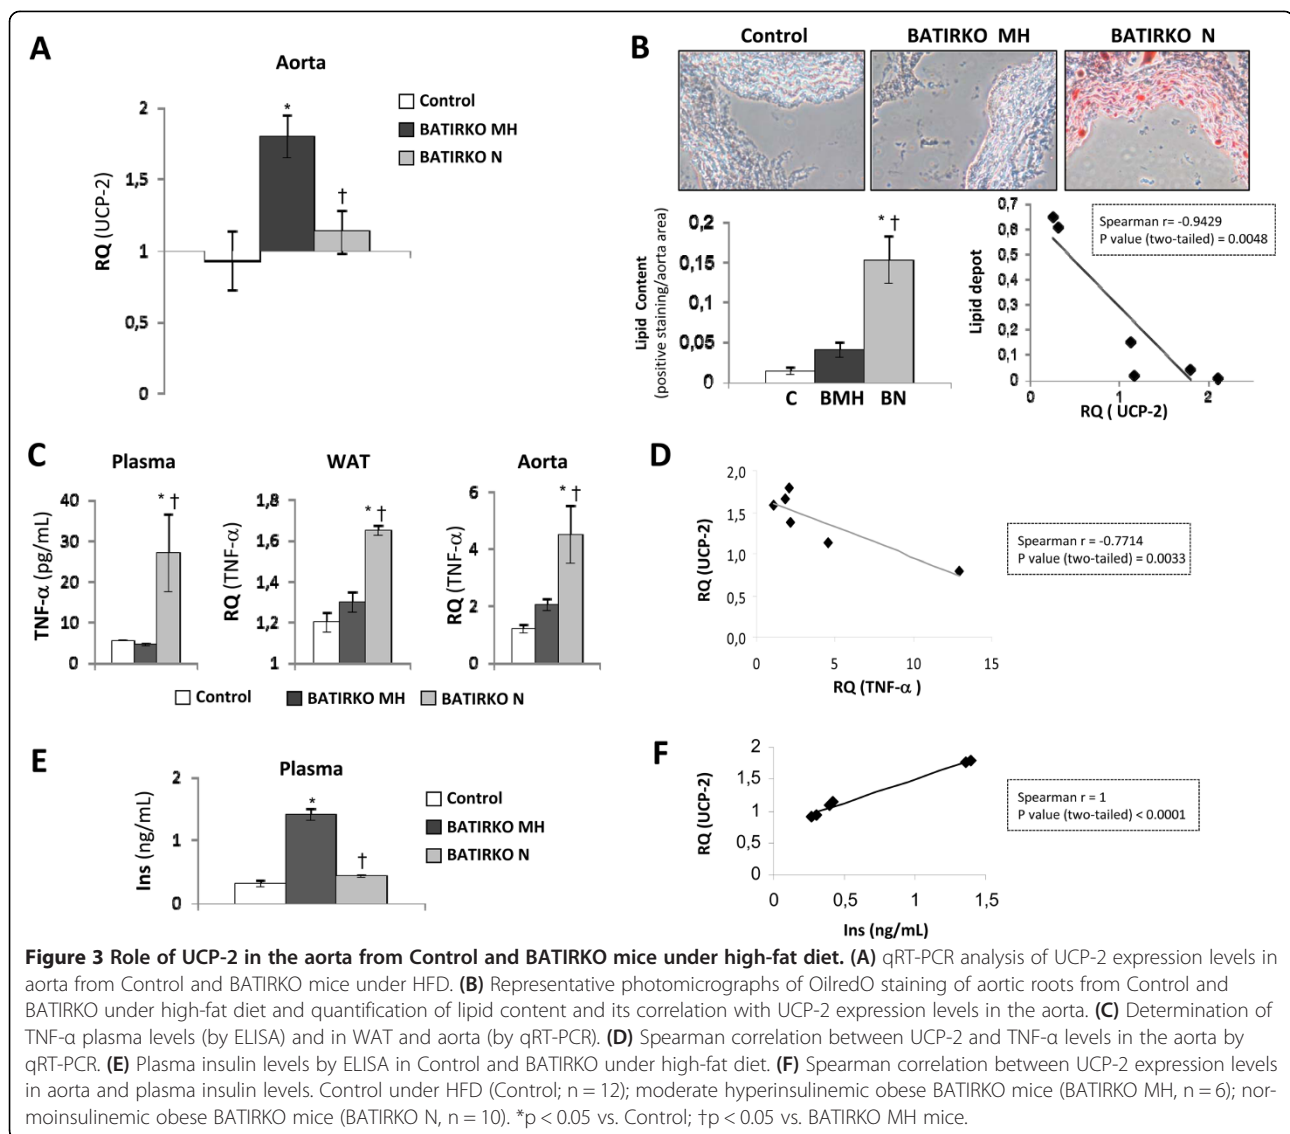 A
Aorta
RQ (UCP-2)
2
1,5
1
0,5
0
*
†
Control
BATIRKO MH
BATIRKO N
B
Control
BATIRKO MH
BATIRKO N
Lipid Content
(positive staining/aorta area)
0,2
0,15
0,05
0
* †
C BMH BN
Lipid depot
0,7
0,6
0,5
0,4
0,3
0,2
0,1
0
0 1 2
RQ ( UCP-2)
Spearman r= -0.9429
P value (two-tailed) = 0.0048
C
Plasma
TNF-α (pg/mL)
40
30
20
10
0
* †
WAT
RQ (TNF-α)
1,8
1,6
1,4
1,2
1
* †
Aorta
RQ (TNF-α)
6
4
2
0
* †
Control
BATIRKO MH
BATIRKO N
D
RQ (UCP-2)
2,0
1,5
1,0
0,5
0,0
0 5 10 15
RQ (TNF-α )
Spearman r = -0.7714
P value (two-tailed) = 0.0033
E
Plasma
Ins (ng/mL)
2
1
0
*
†
Control
BATIRKO MH
BATIRKO N
F
RQ (UCP-2)
2
1,5
1
0,5
0
0 0,5 1 1,5
Ins (ng/mL)
Spearman r = 1
P value (two-tailed) < 0.0001
Figure 3 Role of UCP-2 in the aorta from Control and BATIRKO mice under high-fat diet. (A) qRT-PCR analysis of UCP-2 expression levels in
aorta from Control and BATIRKO mice under HFD. (B) Representative photomicrographs of OilredO staining of aortic roots from Control and
BATIRKO under high-fat diet and quantification of lipid content and its correlation with UCP-2 expression levels in the aorta. (C) Determination of
TNF-α plasma levels (by ELISA) and in WAT and aorta (by qRT-PCR). (D) Spearman correlation between UCP-2 and TNF-α levels in the aorta by
qRT-PCR. (E) Plasma insulin levels by ELISA in Control and BATIRKO under high-fat diet. (F) Spearman correlation between UCP-2 expression levels
in aorta and plasma insulin levels. Control under HFD (Control; n = 12); moderate hyperinsulinemic obese BATIRKO mice (BATIRKO MH, n = 6); nor-
moinsulinemic obese BATIRKO mice (BATIRKO N, n = 10). *p < 0.05 vs. Control; †p < 0.05 vs. BATIRKO MH mice.